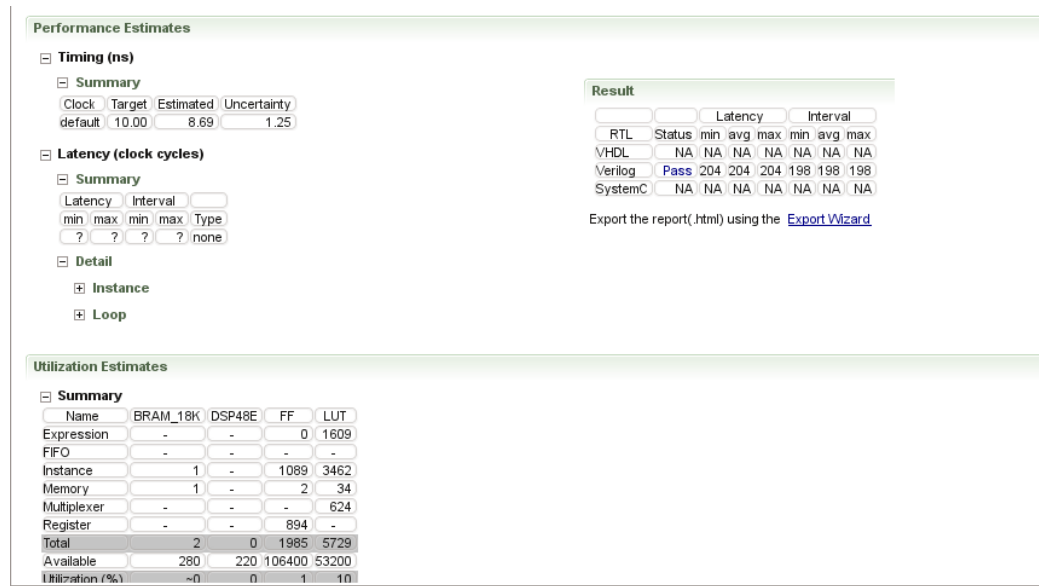 Performance Estimates
Timing (ns)
Summary
Clock Target Estimated Uncertainty
default 10.00 8.69 1.25
Latency (clock cycles)
Summary
Latency Interval
min max min max Type
? ? ? ? none
Detail
Instance
Loop
Result
Latency Interval
RTL Status min avg max min avg max
VHDL NA NA NA NA NA NA NA
Verilog Pass 204 204 204 198 198 198
SystemC NA NA NA NA NA NA NA
Export the report(.html) using the Export Wizard
Utilization Estimates
Summary
Name BRAM_18K DSP48E FF LUT
Expression - - 0 1609
FIFO - - - -
Instance 1 - 1089 3462
Memory 1 - 2 34
Multiplexer - - - 624
Register - - 894 -
Total 2 0 1985 5729
Available 280 220 106400 53200
Utilization (%) ~0 0 1 10